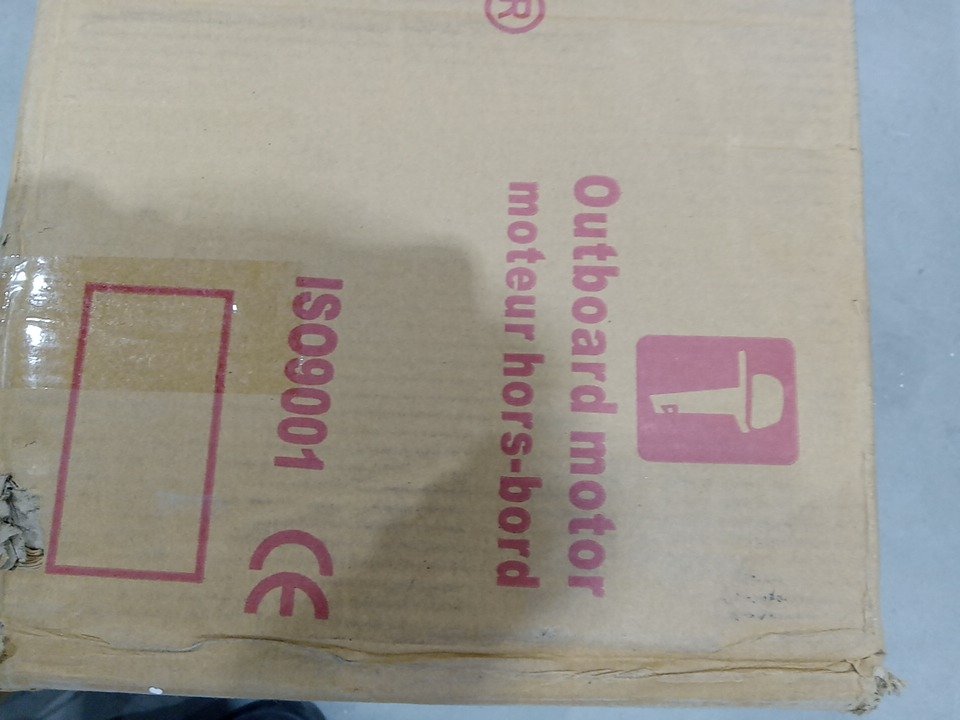 Outboard motor
moteur hors-bord
®
ISO9001
CE